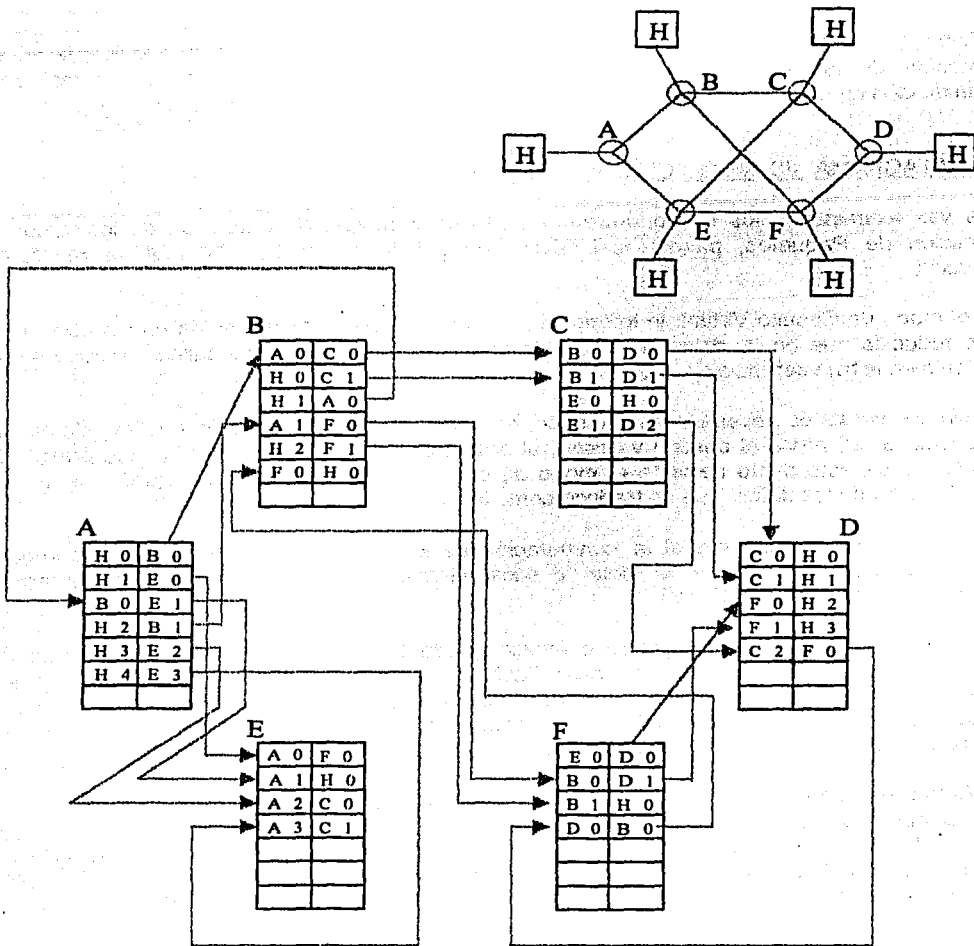 H H
B C
H A D H
E F
H H
B
A 0 C 0
H 0 C 1
H 1 A 0
A 1 F 0
H 2 F 1
F 0 H 0
C
B 0 D 0
B 1 D 1
E 0 H 0
E 1 D 2
A
H 0 B 0
H 1 E 0
B 0 E 1
H 2 B 1
H 3 E 2
H 4 E 3
D
C 0 H 0
C 1 H 1
F 0 H 2
F 1 H 3
C 2 F 0
E
A 0 F 0
A 1 H 0
A 2 C 0
A 3 C 1
F
E 0 D 0
B 0 D 1
B 1 H 0
D 0 B 0